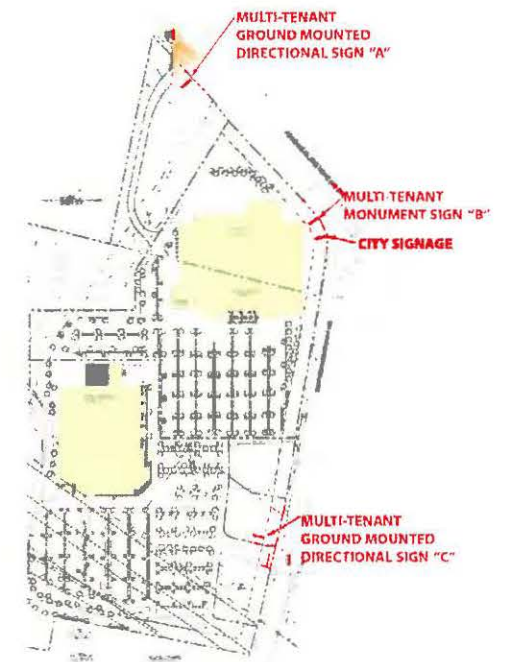 MULTI-TENANT
GROUND MOUNTED
DIRECTIONAL SIGN "A"
MULTI-TENANT
MONUMENT SIGN "B"
CITY SIGNAGE
MULTI-TENANT
GROUND MOUNTED
DIRECTIONAL SIGN "C"